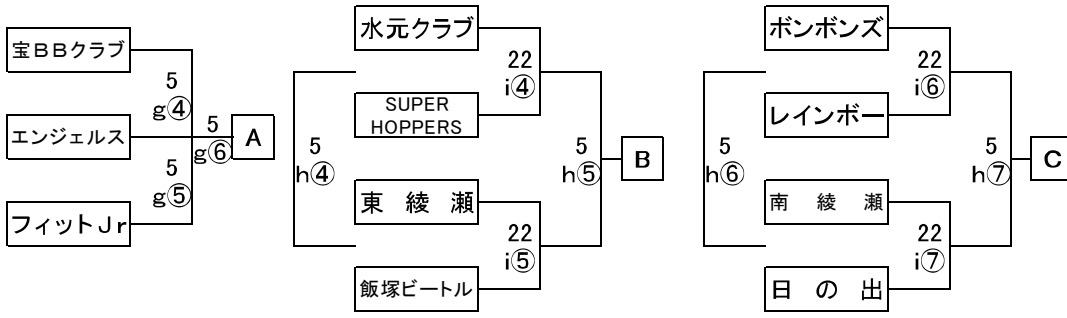 宝BBクラブ
5
g④
エンジェルス
5
g⑥
A
5
g⑤
フィットJr
水元クラブ
22
i④
SUPER
HOPPERS
5
h④
5
h⑤
B
東 綾 瀬
22
i⑤
飯塚ビートル
ボンボンズ
22
i⑥
レインボー
5
h⑥
5
h⑦
C
南 綾 瀬
22
i⑦
日 の 出